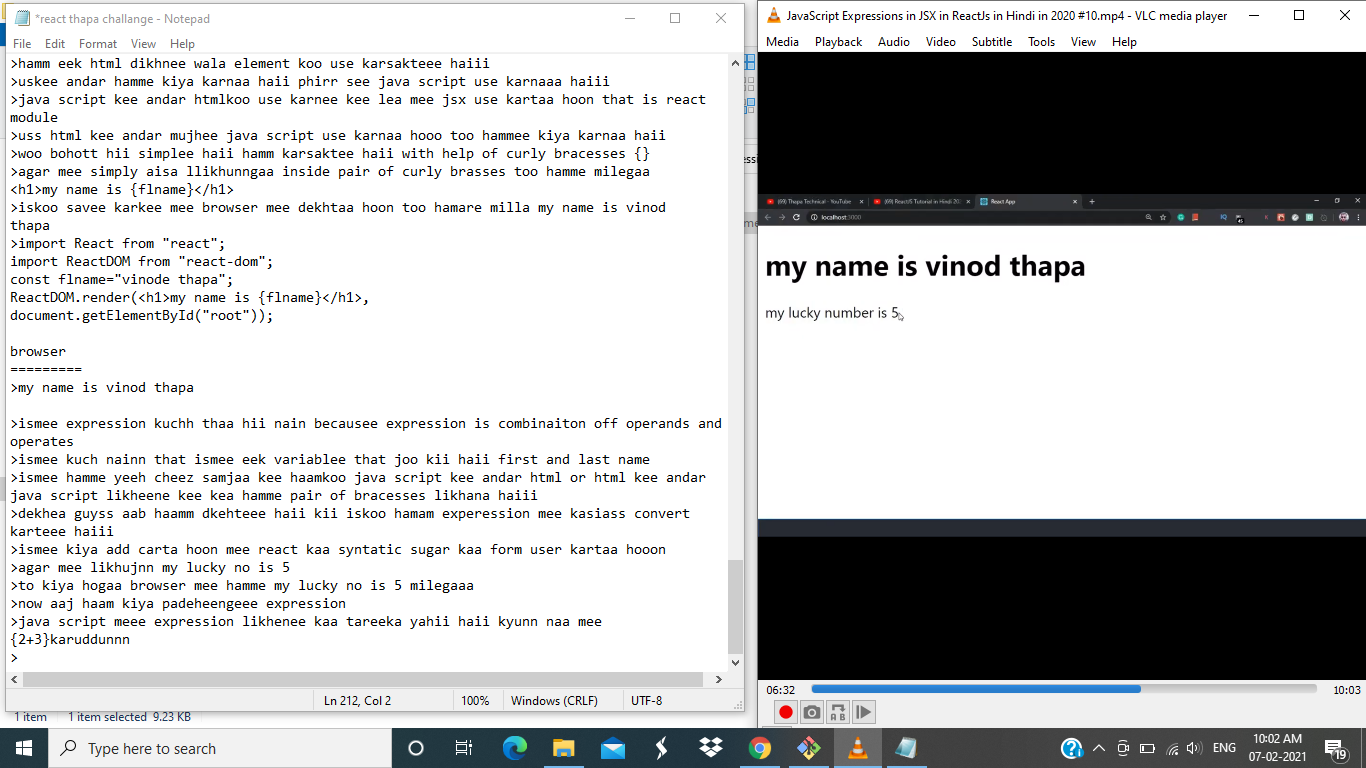 *react thapa challange - Notepad
File Edit Format View Help
>hamm eek html dikhnee wala element koo use karsakteee haiii
>uskee andar hamme kiya karnaa haii phirr see java script use karnaaa haiii
>java script kee andar htmlkoo use karnee kee lea mee jsx use kartaa hoon that is react
module
>uss html kee andar mujhee java script use karnaa hooo too hammee kiya karnaa haii
>woo bohott hii simplee haii hamm karsaktee haii with help of curly bracesses {}
>agar mee simply aisa llikhunngaa inside pair of curly brasses too hamme milegaa
<h1>my name is {flname}</h1>
>iskoo savee karkee mee browser mee dekhtaa hoon too hamare milla my name is vinod
thapa
>import React from "react";
import ReactDOM from "react-dom";
const flname="vinode thapa";
ReactDOM.render(<h1>my name is {flname}</h1>,
document.getElementById("root"));
browser
=========
>my name is vinod thapa
>ismee expression kuchh thaa hii nain becausee expression is combinaiton off operands and
operates
>ismee kuch nainn that ismee eek variablee that joo kii haii first and last name
>ismee hamme yeeh cheez samjaa kee haamkoo java script kee andar html or html kee andar
java script likheene kee kea hamme pair of bracesses likhana haiii
>dekhea guyss aab haamm dkehteee haii kii iskoo hamam experession mee kasiass convert
karteee haiii
>ismee kiya add carta hoon mee react kaa syntatic sugar kaa form user kartaa hooon
>agar mee likhujnn my lucky no is 5
>to kiya hogaa browser mee hamme my lucky no is 5 milegaaa
>now aaj haam kiya padeheengeee expression
>java script meee expression likhenee kaa tareeka yahii haii kyunn naa mee
{2+3}karuddunnn
>
Ln 212, Col 2 100% Windows (CRLF) UTF-8
1 item 1 item selected 9.23 KB
JavaScript Expressions in JSX in ReactJs in Hindi in 2020 #10.mp4 - VLC media player
Media Playback Audio Video Subtitle Tools View Help
(69) Thapa Technical - YouTube (69) ReactJS Tutorial in Hindi 20 React App
localhost:3000
my name is vinod thapa
my lucky number is 5
06:32 10:03
Type here to search
ENG
10:02 AM
07-02-2021
19